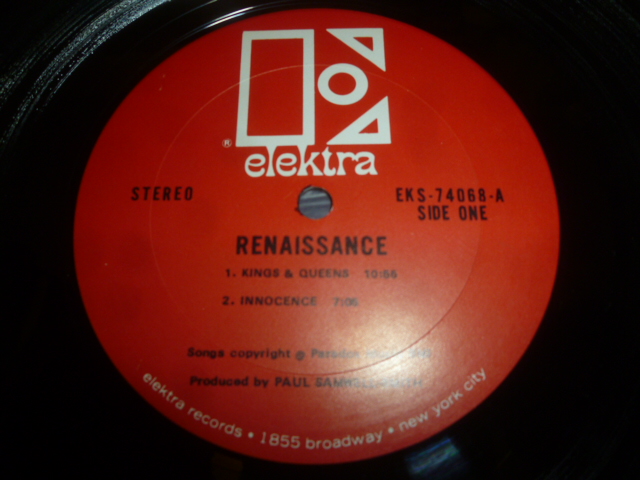 ® elektra
STEREO
EKS-74068-A
SIDE ONE
RENAISSANCE
1. KINGS & QUEENS 10:56
2. INNOCENCE 7:05
Songs copyright
Produced by PAUL
elektra records • 1855 broadway • new york city